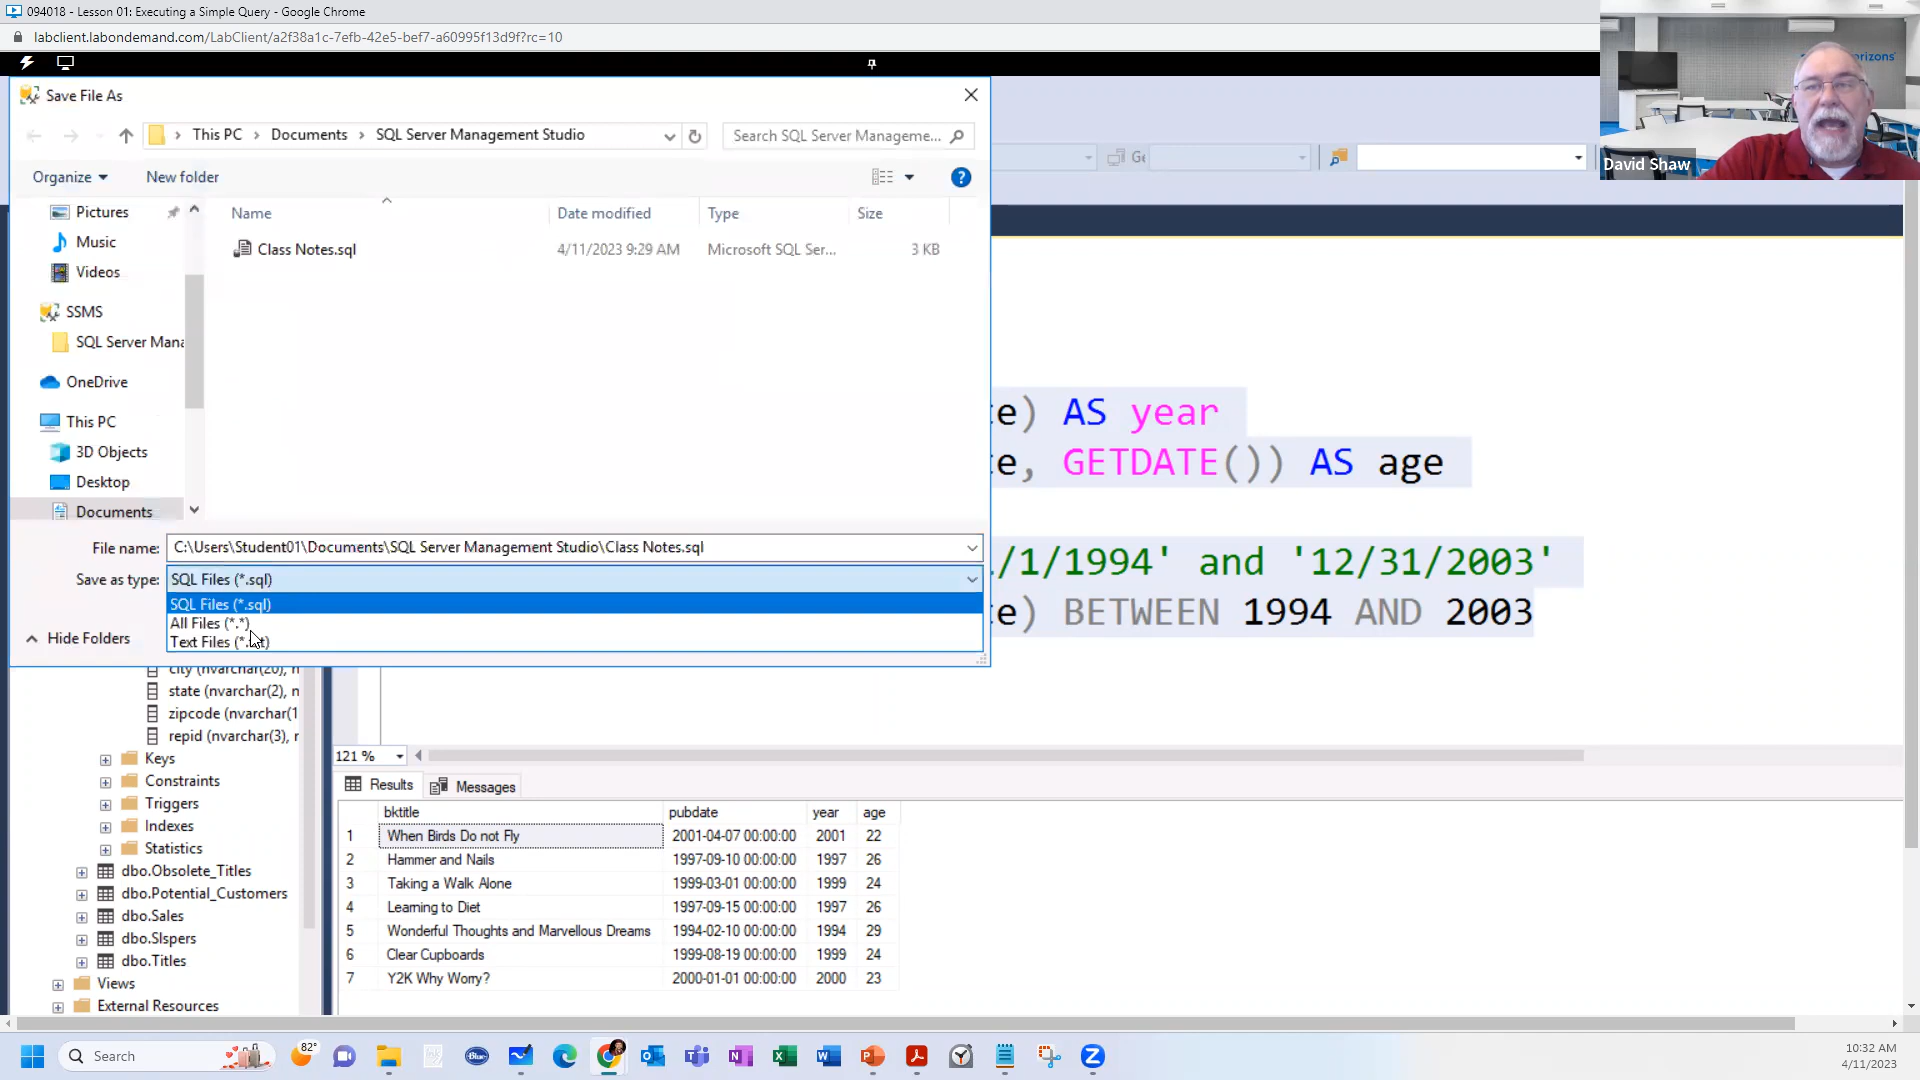 094018 - Lesson 01: Executing a Simple Query - Google Chrome
labclient.labondemand.com/LabClient/a2f38a1c-7efb-42e5-bef7-a60995f13d9f?rc=10
Save File As
This PC
Documents
SQL Server Management Studio
Search SQL Server Manageme...
Organize
New folder
Name
Date modified
Type
Size
Class Notes.sql
4/11/2023 9:29 AM
Microsoft SQL Ser...
3 KB
Pictures
Music
Videos
SSMS
SQL Server Mana
OneDrive
This PC
3D Objects
Desktop
Documents
File name:
C:\Users\Student01\Documents\SQL Server Management Studio\Class Notes.sql
Save as type:
SQL Files (*.sql)
SQL Files (*.sql)
All Files (*.*)
Text Files (*.
Hide Folders
David Shaw
e) AS year
e, GETDATE()) AS age
/1/1994' and '12/31/2003'
e) BETWEEN 1994 AND 2003
city (nvarchar(20), n
state (nvarchar(2), n
zipcode (nvarchar(1
repid (nvarchar(3), r
Keys
Constraints
Triggers
Indexes
Statistics
dbo.Obsolete_Titles
dbo.Potential_Customers
dbo.Sales
dbo.Slspers
dbo.Titles
Views
External Resources
121 %
Results
Messages
bktitle pubdate year age
1 When Birds Do not Fly 2001-04-07 00:00:00 2001 22
2 Hammer and Nails 1997-09-10 00:00:00 1997 26
3 Taking a Walk Alone 1999-03-01 00:00:00 1999 24
4 Learning to Diet 1997-09-15 00:00:00 1997 26
5 Wonderful Thoughts and Marvellous Dreams 1994-02-10 00:00:00 1994 29
6 Clear Cupboards 1999-08-19 00:00:00 1999 24
7 Y2K Why Worry? 2000-01-01 00:00:00 2000 23
Search
82°
10:32 AM
4/11/2023